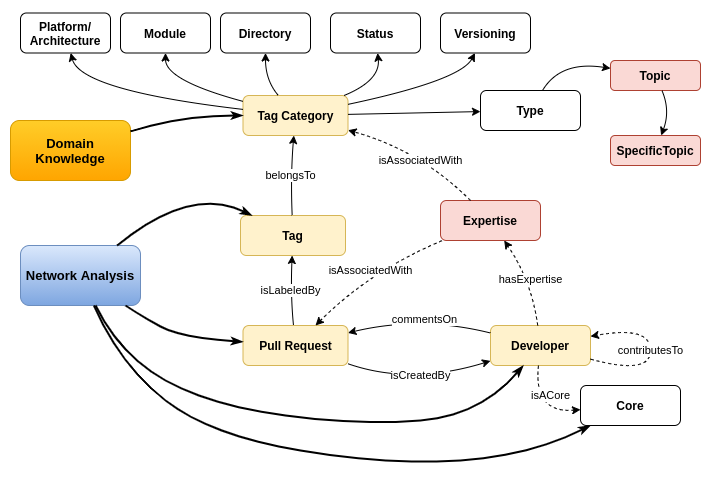 Platform/
Architecture
Module
Directory
Status
Versioning
Tag Category
Type
Topic
SpecificTopic
Domain
Knowledge
isAssociatedWith
belongsTo
Tag
Expertise
Network Analysis
isAssociatedWith
hasExpertise
isLabeledBy
commentsOn
Pull Request
Developer
contributesTo
isCreatedBy
isACore
Core